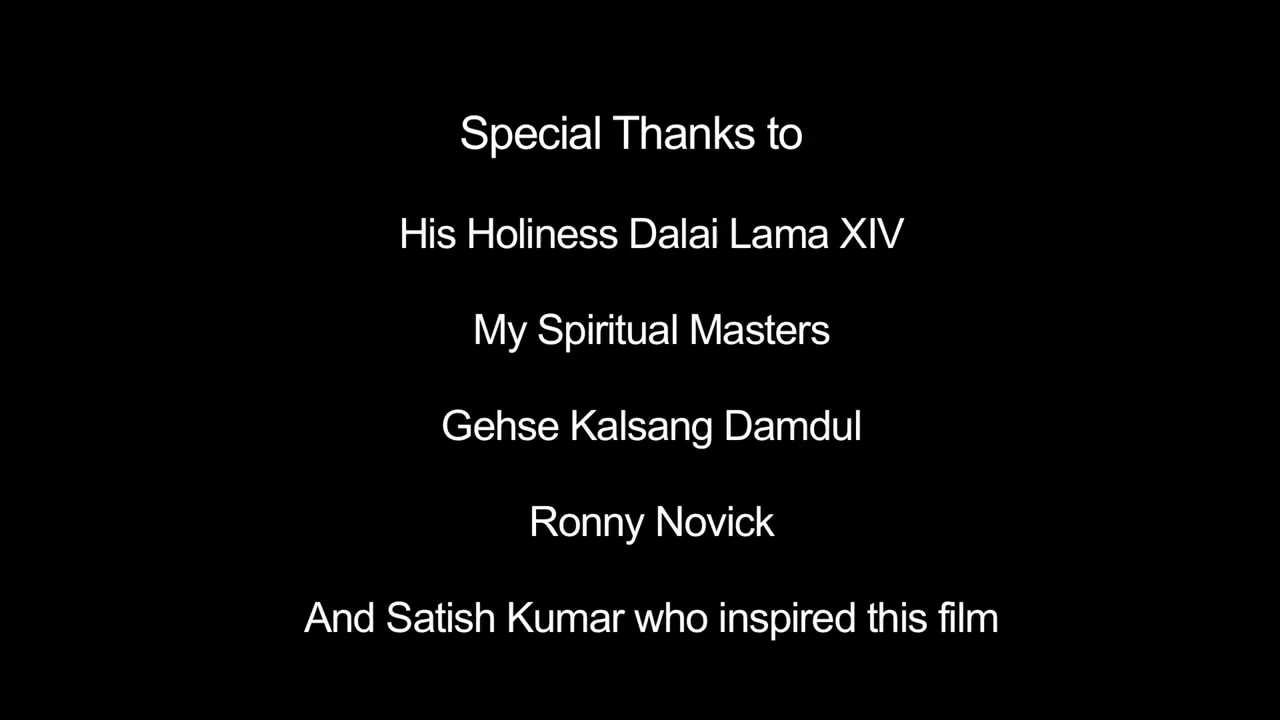 Special Thanks to
His Holiness Dalai Lama XIV
My Spiritual Masters
Gehse Kalsang Damdul
Ronny Novick
And Satish Kumar who inspired this film